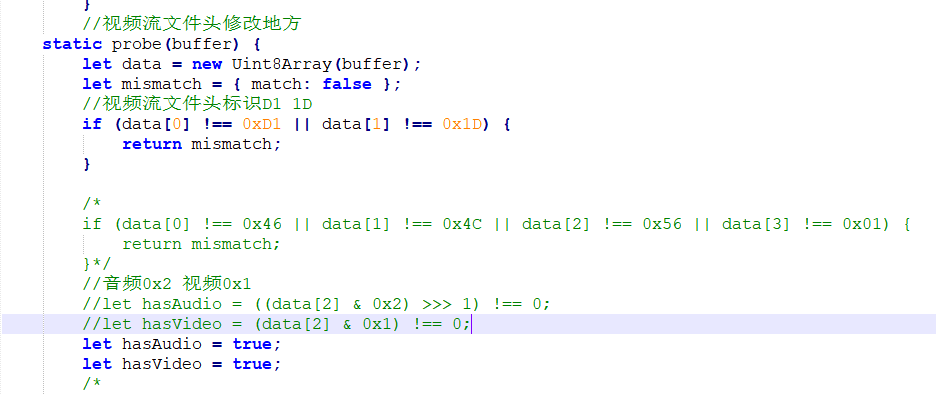 }
//视频流文件头修改地方
static probe(buffer) {
let data = new Uint8Array(buffer);
let mismatch = { match: false };
//视频流文件头标识D1 1D
if (data[0] !== 0xD1 || data[1] !== 0x1D) {
return mismatch;
}
/*
if (data[0] !== 0x46 || data[1] !== 0x4C || data[2] !== 0x56 || data[3] !== 0x01) {
return mismatch;
}*/
//音频0x2 视频0x1
//let hasAudio = ((data[2] & 0x2) >>> 1) !== 0;
//let hasVideo = (data[2] & 0x1) !== 0;
let hasAudio = true;
let hasVideo = true;
/*